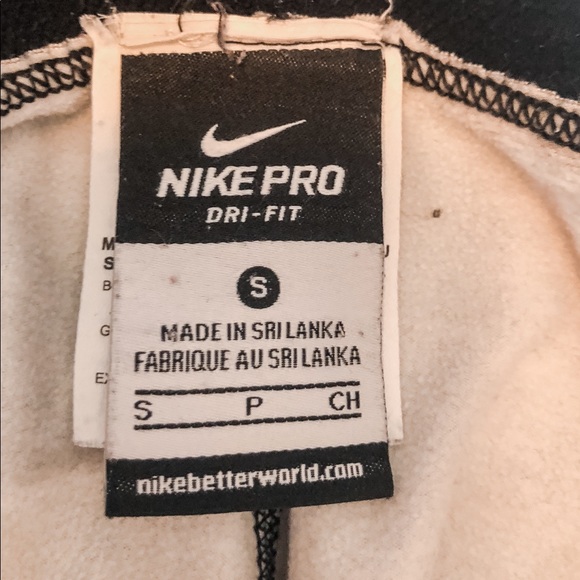 NIKE PRO
DRI-FIT
S
MADE IN SRI LANKA
FABRIQUE AU SRI LANKA
S P CH
nikebetterworld.com